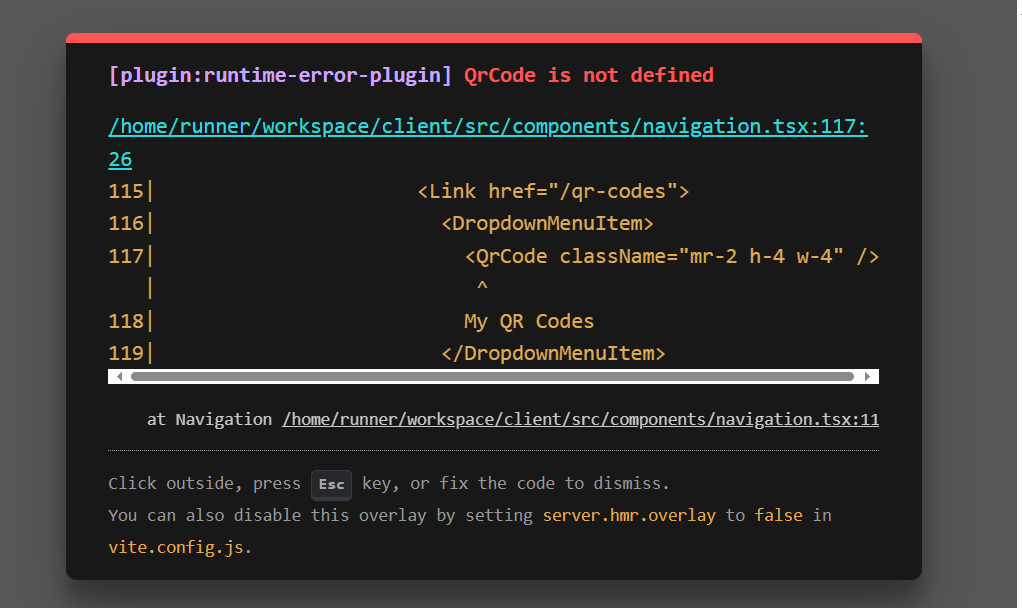 [plugin:runtime-error-plugin] QrCode is not defined
/home/runner/workspace/client/src/components/navigation.tsx:117:
26
115| <Link href="/qr-codes">
116| <DropdownMenuItem>
117| <QrCode className="mr-2 h-4 w-4" />
| ^
118| My QR Codes
119| </DropdownMenuItem>
at Navigation /home/runner/workspace/client/src/components/navigation.tsx:11
Click outside, press Esc key, or fix the code to dismiss.
You can also disable this overlay by setting server.hmr.overlay to false in
vite.config.js.